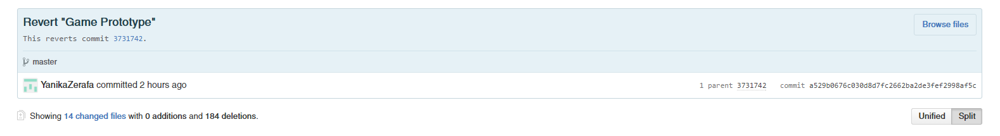 Revert "Game Prototype"
Browse files
This reverts commit 3731742.
master
YanikaZerafa committed 2 hours ago
1 parent 3731742 commit a529b0676c030d8d7fc2662ba2de3fef2998af5c
Showing 14 changed files with 0 additions and 184 deletions.
Unified Split